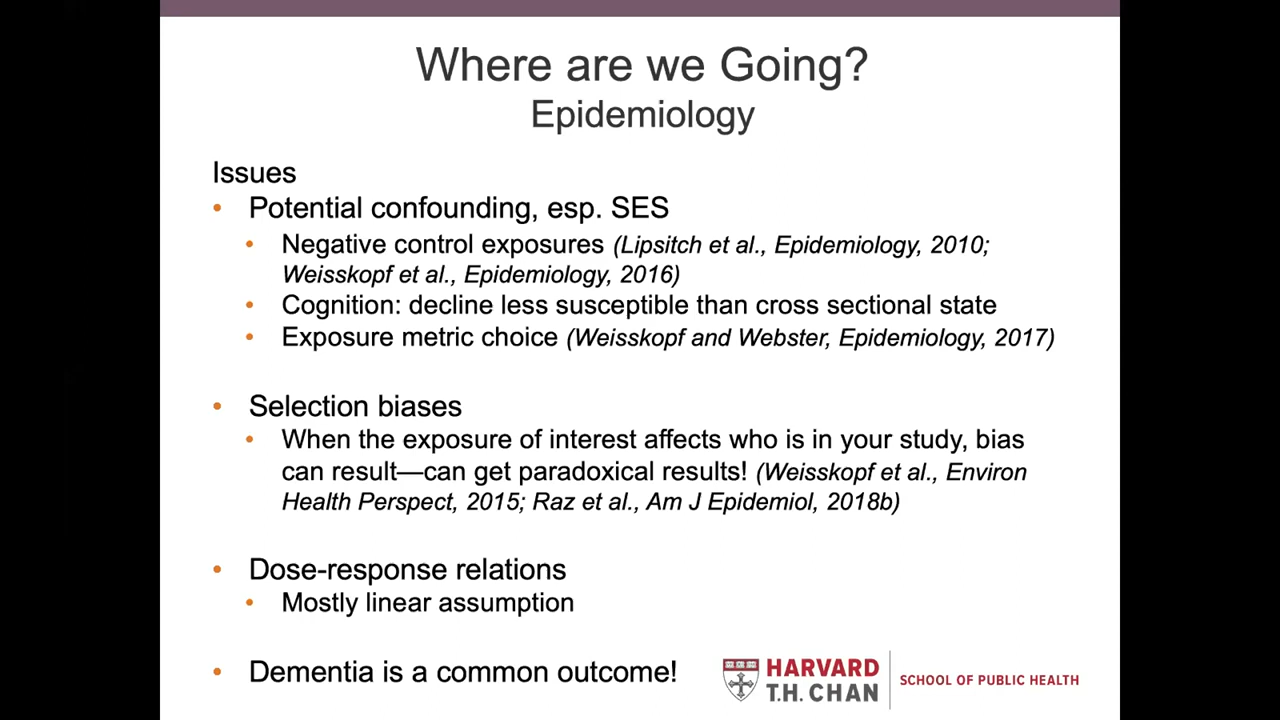 Where are we Going?
Epidemiology
Issues
• Potential confounding, esp. SES
• Negative control exposures (Lipsitch et al., Epidemiology, 2010;
Weisskopf et al., Epidemiology, 2016)
• Cognition: decline less susceptible than cross sectional state
• Exposure metric choice (Weisskopf and Webster, Epidemiology, 2017)
• Selection biases
• When the exposure of interest affects who is in your study, bias
can result—can get paradoxical results! (Weisskopf et al., Environ
Health Perspect, 2015; Raz et al., Am J Epidemiol, 2018b)
• Dose-response relations
• Mostly linear assumption
• Dementia is a common outcome!
HARVARD
T.H. CHAN
SCHOOL OF PUBLIC HEALTH